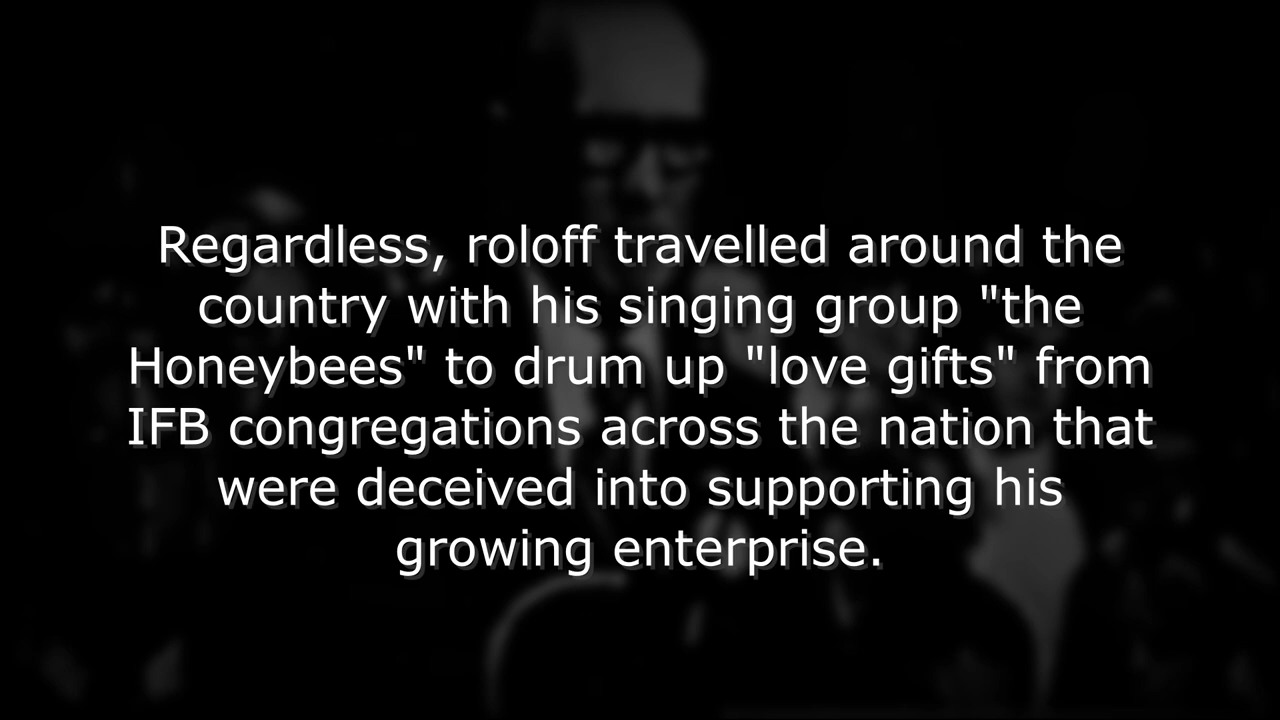 Regardless, roloff travelled around the
country with his singing group "the
Honeybees" to drum up "love gifts" from
IFB congregations across the nation that
were deceived into supporting his
growing enterprise.